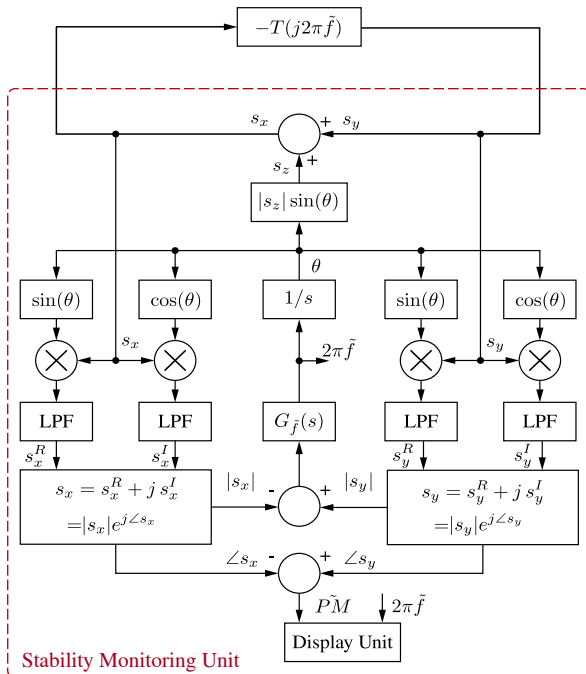 −T(j2πf̃)
s_x + s_y
s_z +
|s_z| sin(θ)
θ
sin(θ) cos(θ) 1/s sin(θ) cos(θ)
s_x 2πf̃ s_y
LPF LPF G_f̃(s) LPF LPF
s_x^R s_x^I s_y^R s_y^I
|s_x| - + |s_y|
s_x = s_x^R + j s_x^I s_y = s_y^R + j s_y^I
=|s_x|e^{j∠s_x} =|s_y|e^{j∠s_y}
∠s_x - + ∠s_y
PM̃ 2πf̃
Display Unit
Stability Monitoring Unit